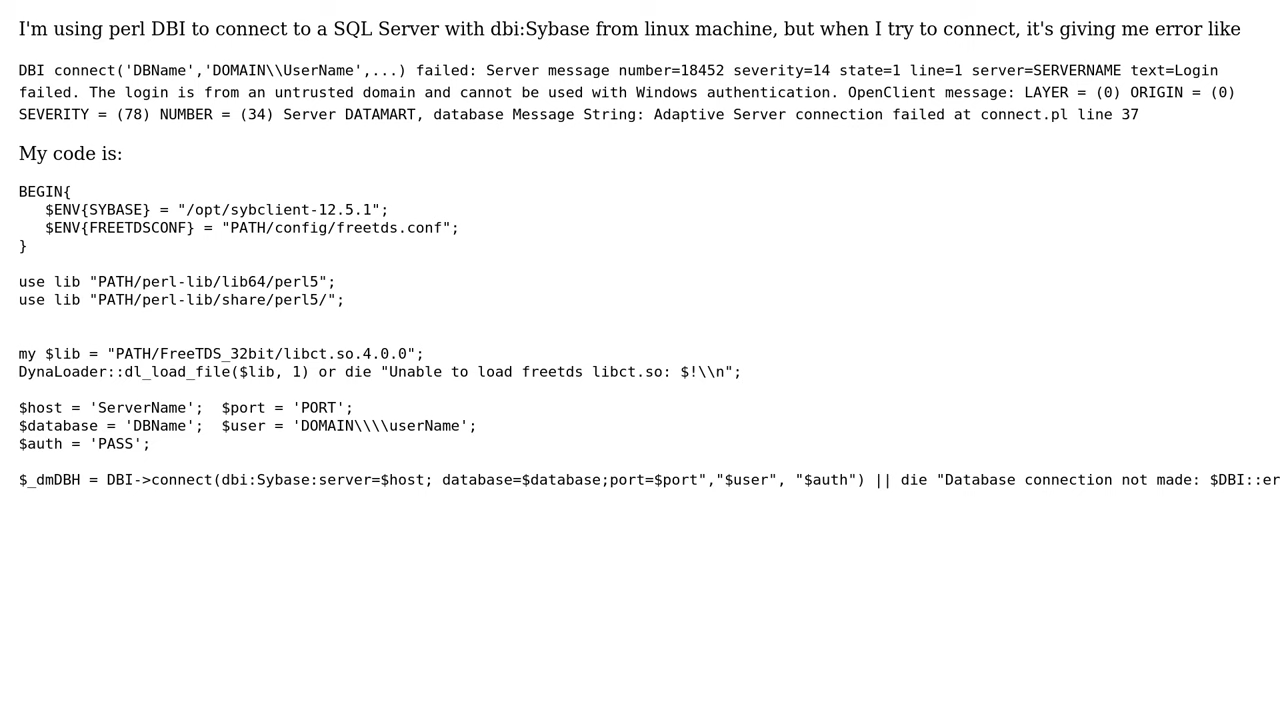 I'm using perl DBI to connect to a SQL Server with dbi:Sybase from linux machine, but when I try to connect, it's giving me error like
DBI connect('DBName','DOMAIN\\UserName',...) failed: Server message number=18452 severity=14 state=1 line=1 server=SERVERNAME text=Login
failed. The login is from an untrusted domain and cannot be used with Windows authentication. OpenClient message: LAYER = (0) ORIGIN = (0)
SEVERITY = (78) NUMBER = (34) Server DATAMART, database Message String: Adaptive Server connection failed at connect.pl line 37
My code is:
BEGIN{
   $ENV{SYBASE} = "/opt/sybclient-12.5.1";
   $ENV{FREETDSCONF} = "PATH/config/freetds.conf";
}
use lib "PATH/perl-lib/lib64/perl5";
use lib "PATH/perl-lib/share/perl5/";
my $lib = "PATH/FreeTDS_32bit/libct.so.4.0.0";
DynaLoader::dl_load_file($lib, 1) or die "Unable to load freetds libct.so: $!\\n";
$host = 'ServerName';  $port = 'PORT';
$database = 'DBName';  $user = 'DOMAIN\\\\userName';
$auth = 'PASS';
$_dmDBH = DBI->connect(dbi:Sybase:server=$host; database=$database;port=$port","$user", "$auth") || die "Database connection not made: $DBI::er